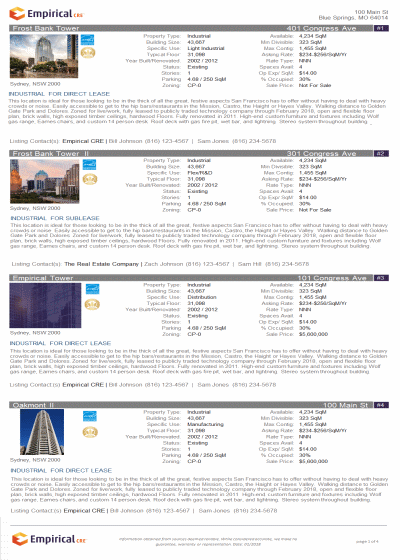 Empirical CRE
100 Main St
Blue Springs, MO 64014
Frost Bank Tower 401 Congress Ave #1
Property Type: Industrial Available: 4,234 SqM
Building Size: 43,667 Min Divisible: 323 SqM
Specific Use: Light Industrial Max Contig: 1,455 SqM
Typical Floor: 31,098 Asking Rate: $234-$256/SqM/Yr
Year Built/Renovated: 2002 / 2012 Rate Type: NNN
Status: Existing Spaces Avail: 4
Stories: 1 Op Exp/ SqM: $14.00
Parking: 4.68 / 250 SqM % Occupied: 30%
Zoning: CP-0 Sale Price: Not For Sale
Sydney, NSW 2000
INDUSTRIAL FOR DIRECT LEASE
This location is ideal for those looking to be in the thick of all the great, festive aspects San Francisco has to offer without having to deal with heavy
crowds or noise. Easily accessible to get to the hip bars/restaurants in the Mission, Castro, the Haight or Hayes Valley. Walking distance to Golden
Gate Park and Dolores. Zoned for live/work, fully leased to publicly traded technology company through February 2018, open and flexible floor
plan, brick walls, high exposed timber ceilings, hardwood Floors. Fully renovated in 2011. High-end custom furniture and fixtures including Wolf
gas range, Eames chairs, and custom 14 person desk. Roof deck with gas fire pit, wet bar, and lightning. Stereo system throughout building
Listing Contact(s): Empirical CRE | Bill Johnson (816) 123-4567 | Sam Jones (816) 234-5678
Frost Bank Tower II 301 Congress Ave #2
Property Type: Industrial Available: 4,234 SqM
Building Size: 43,667 Min Divisible: 323 SqM
Specific Use: Flex/R&D Max Contig: 1,455 SqM
Typical Floor: 31,098 Asking Rate: $234-$256/SqM/Yr
Year Built/Renovated: 2002 / 2012 Rate Type: NNN
Status: Existing Spaces Avail: 4
Stories: 1 Op Exp/ SqM: $14.00
Parking: 4.68 / 250 SqM % Occupied: 30%
Zoning: CP-0 Sale Price: Not For Sale
Sydney, NSW 2000
INDUSTRIAL FOR SUBLEASE
This location is ideal for those looking to be in the thick of all the great, festive aspects San Francisco has to offer without having to deal with heavy
crowds or noise. Easily accessible to get to the hip bars/restaurants in the Mission, Castro, the Haight or Hayes Valley. Walking distance to Golden
Gate Park and Dolores. Zoned for live/work, fully leased to publicly traded technology company through February 2018, open and flexible floor
plan, brick walls, high exposed timber ceilings, hardwood Floors. Fully renovated in 2011. High-end custom furniture and fixtures including Wolf
gas range, Eames chairs, and custom 14 person desk. Roof deck with gas fire pit, wet bar, and lightning. Stereo system throughout building
Listing Contact(s): The Real Estate Company | Zach Johnson (816) 123-4567 | Sam Hill (816) 234-5678
Empirical Tower 101 Congress Ave #3
Property Type: Industrial Available: 4,234 SqM
Building Size: 43,667 Min Divisible: 323 SqM
Specific Use: Distribution Max Contig: 1,455 SqM
Typical Floor: 31,098 Asking Rate: $234-$256/SqM/Yr
Year Built/Renovated: 2002 / 2012 Rate Type: NNN
Status: Existing Spaces Avail: 4
Stories: 1 Op Exp/ SqM: $14.00
Parking: 4.68 / 250 SqM % Occupied: 30%
Zoning: CP-0 Sale Price: $5,600,000
Sydney, NSW 2000
INDUSTRIAL FOR DIRECT LEASE
This location is ideal for those looking to be in the thick of all the great, festive aspects San Francisco has to offer without having to deal with heavy
crowds or noise. Easily accessible to get to the hip bars/restaurants in the Mission, Castro, the Haight or Hayes Valley. Walking distance to Golden
Gate Park and Dolores. Zoned for live/work, fully leased to publicly traded technology company through February 2018, open and flexible floor
plan, brick walls, high exposed timber ceilings, hardwood Floors. Fully renovated in 2011. High-end custom furniture and fixtures including Wolf
gas range, Eames chairs, and custom 14 person desk. Roof deck with gas fire pit, wet bar, and lightning. Stereo system throughout building
Listing Contact(s): Empirical CRE | Bill Johnson (816) 123-4567 | Sam Jones (816) 234-5678
Oakmont II 100 Main St #4
Property Type: Industrial Available: 4,234 SqM
Building Size: 43,667 Min Divisible: 323 SqM
Specific Use: Manufacturing Max Contig: 1,455 SqM
Typical Floor: 31,098 Asking Rate: $234-$256/SqM/Yr
Year Built/Renovated: 2002 / 2012 Rate Type: NNN
Status: Existing Spaces Avail: 4
Stories: 1 Op Exp/ SqM: $14.00
Parking: 4.68 / 250 SqM % Occupied: 30%
Zoning: CP-0 Sale Price: $5,600,000
Sydney, NSW 2000
INDUSTRIAL FOR DIRECT LEASE
This location is ideal for those looking to be in the thick of all the great, festive aspects San Francisco has to offer without having to deal with heavy
crowds or noise. Easily accessible to get to the hip bars/restaurants in the Mission, Castro, the Haight or Hayes Valley. Walking distance to Golden
Gate Park and Dolores. Zoned for live/work, fully leased to publicly traded technology company through February 2018, open and flexible floor
plan, brick walls, high exposed timber ceilings, hardwood Floors. Fully renovated in 2011. High-end custom furniture and fixtures including Wolf
gas range, Eames chairs, and custom 14 person desk. Roof deck with gas fire pit, wet bar, and lightning. Stereo system throughout building
Listing Contact(s): Empirical CRE | Bill Johnson (816) 123-4567 | Sam Jones (816) 234-5678
Empirical CRE